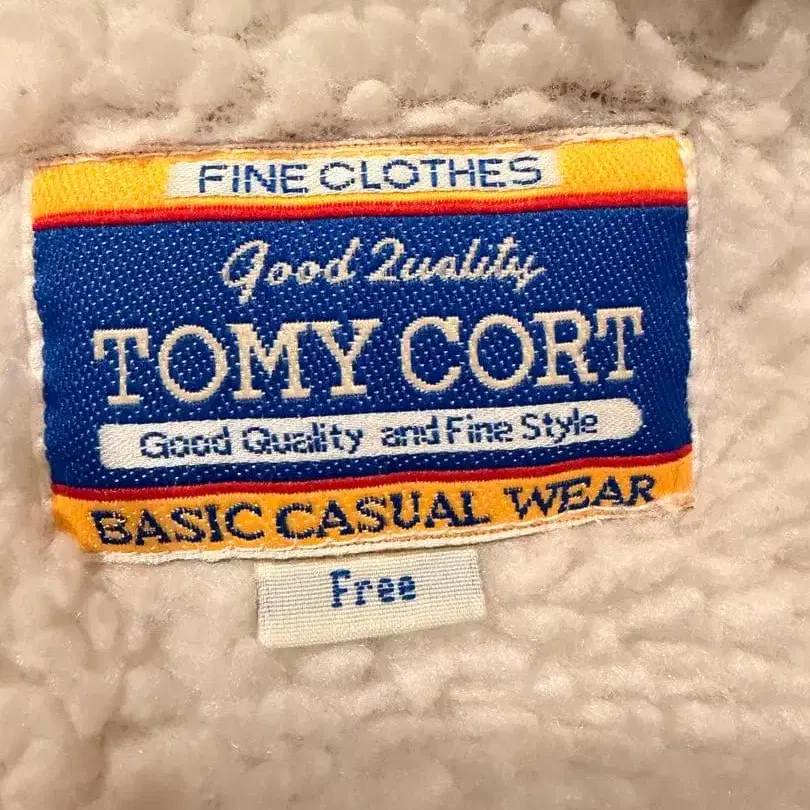 FINE CLOTHES
Good Quality
TOMY CORT
Good Quality and Fine Style
BASIC CASUAL WEAR
Free